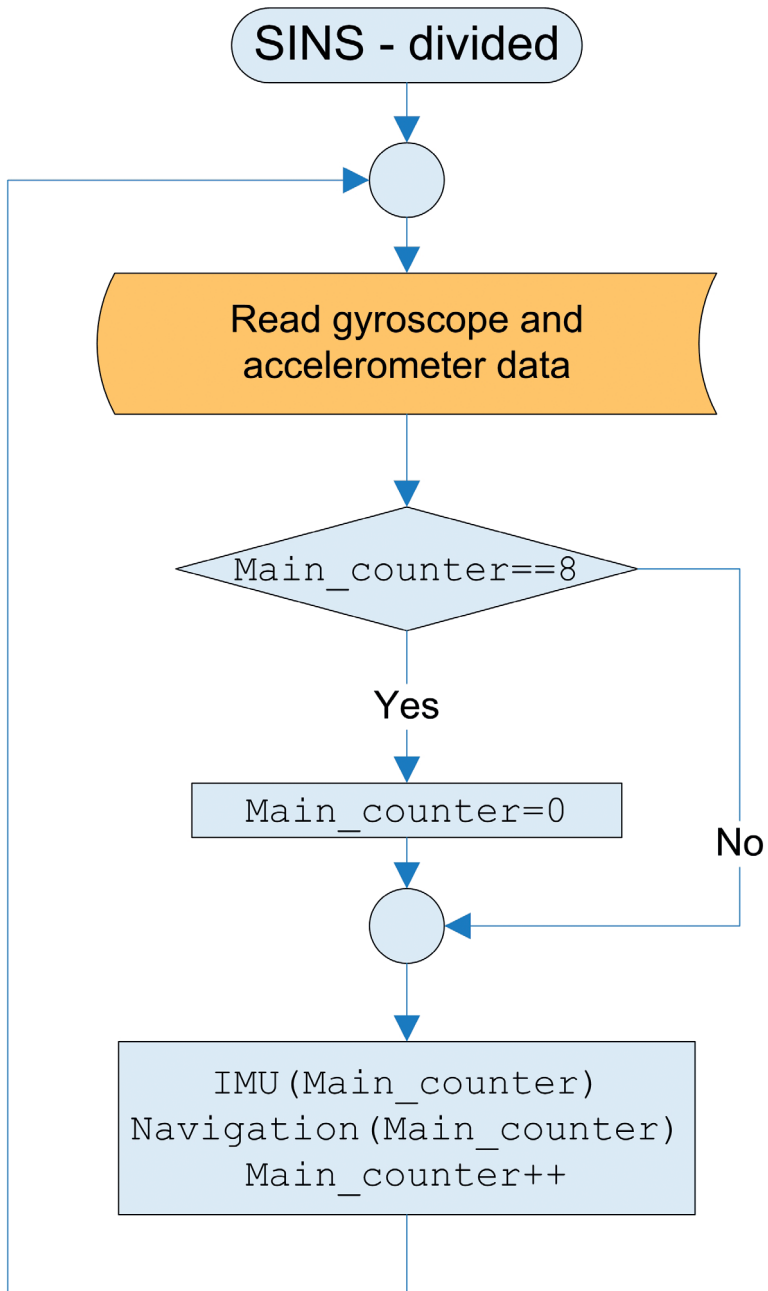 SINS - divided
Read gyroscope and
accelerometer data
Main_counter==8
Yes
Main_counter=0
No
IMU(Main_counter)
Navigation(Main_counter)
Main_counter++